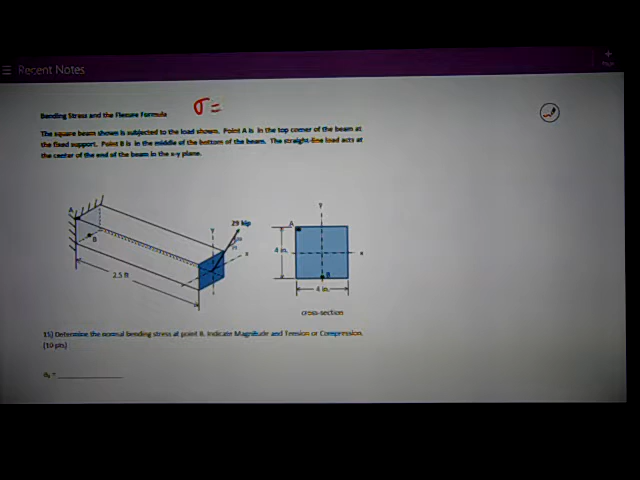 Recent Notes
Bending Stress and the Flexure Formula
σ =
The square beam shown is subjected to the load shown. Point A is in the top corner of the beam at
the fixed support. Point B is in the middle of the bottom of the beam. The straight-line load acts at
the center of the end of the beam in the x-y plane.
A
B
2.5 ft
Y
29 kip
x
y
A
4 in.
x
B
4 in.
cross-section
15) Determine the normal bending stress at point B. Indicate Magnitude and Tension or Compression.
(10 pts)